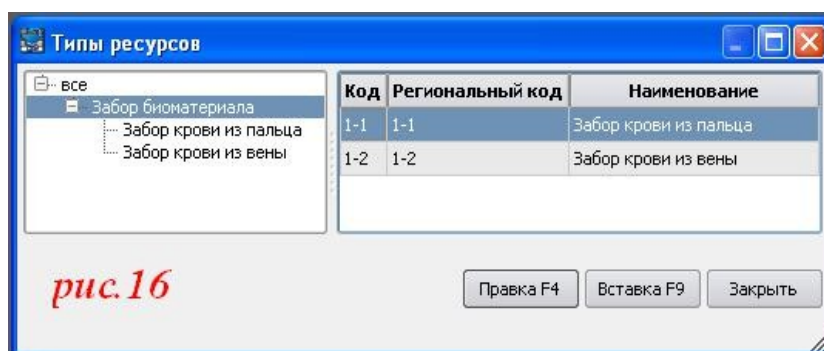 Типы ресурсов
все
Забор биоматериала
Забор крови из пальца
Забор крови из вены
Код Региональный код Наименование
1-1 1-1 Забор крови из пальца
1-2 1-2 Забор крови из вены
рис.16
Правка F4 Вставка F9 Закрыть